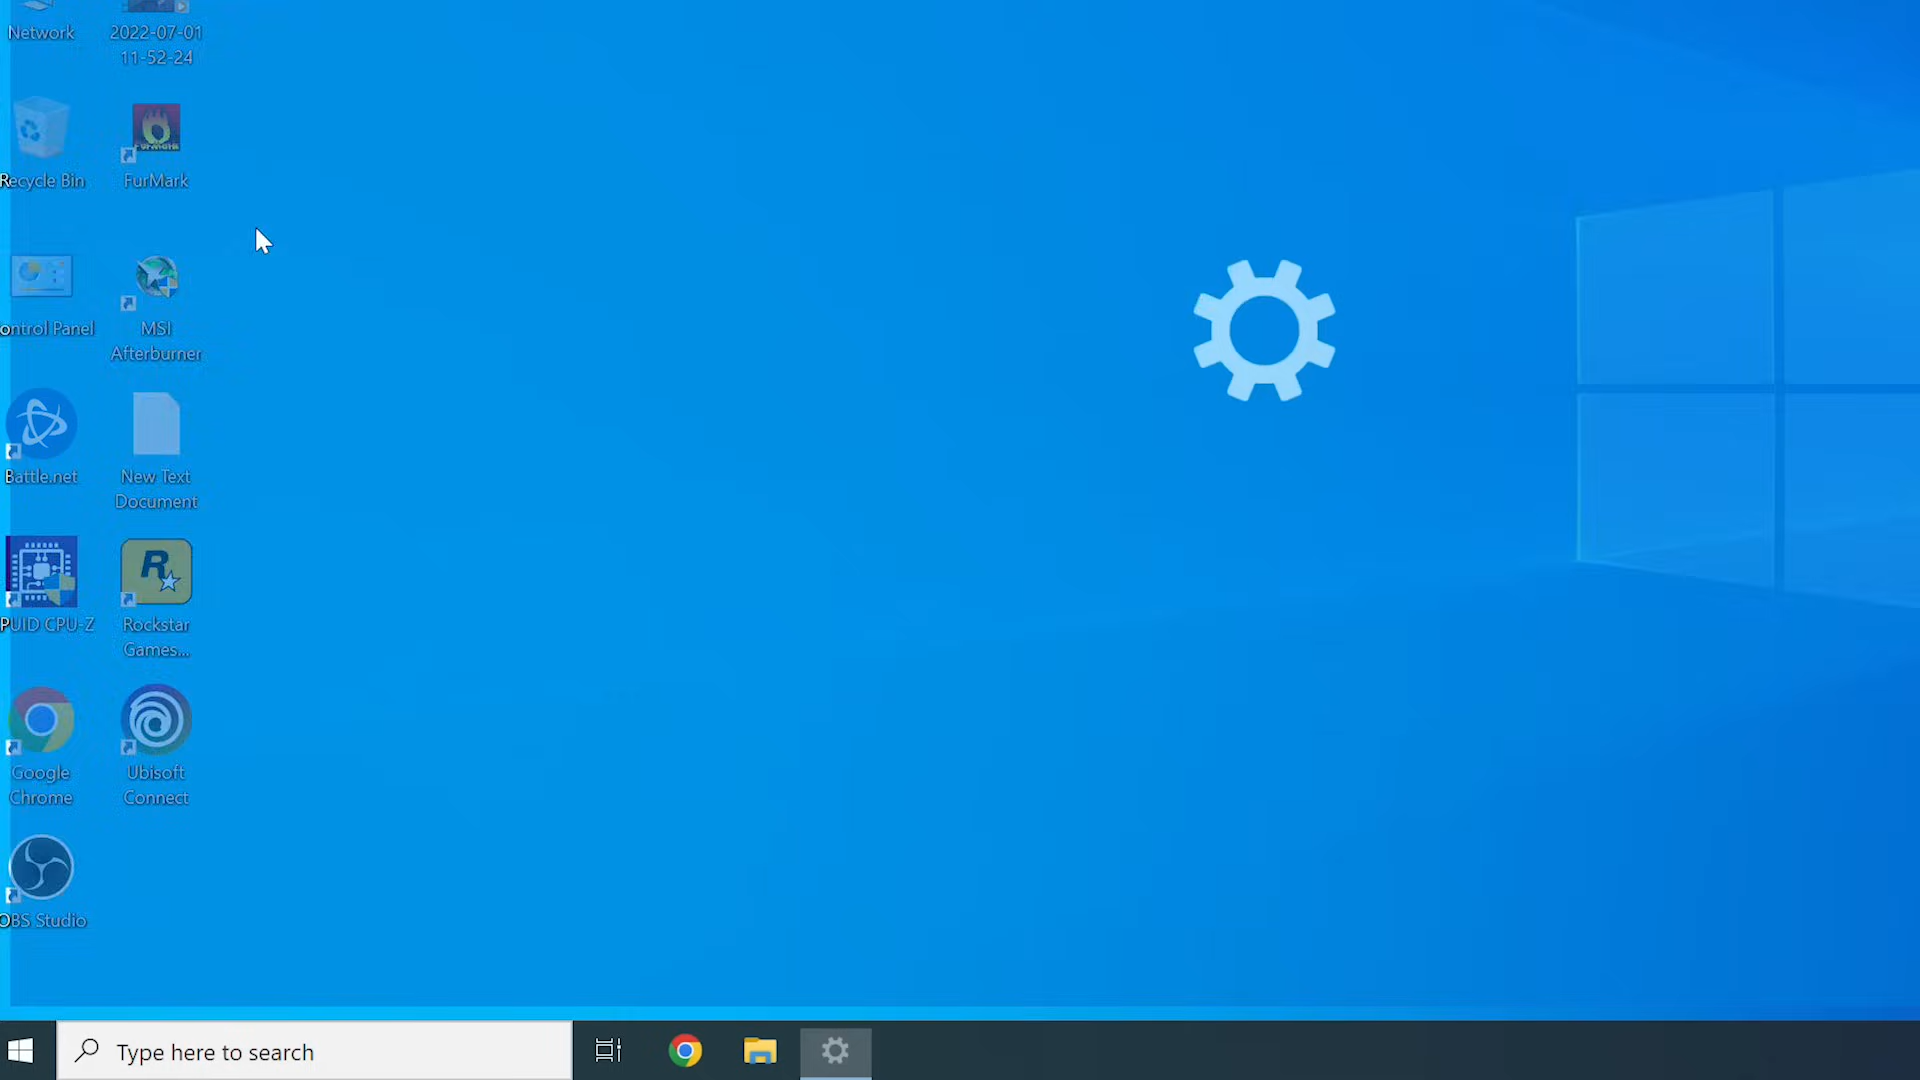 Network
2022-07-01
11-52-24
Recycle Bin
FurMark
ontrol Panel
MSI
Afterburner
Battle.net
New Text
Document
PUID CPU-Z
Rockstar
Games...
Google
Chrome
Ubisoft
Connect
OBS Studio
Type here to search